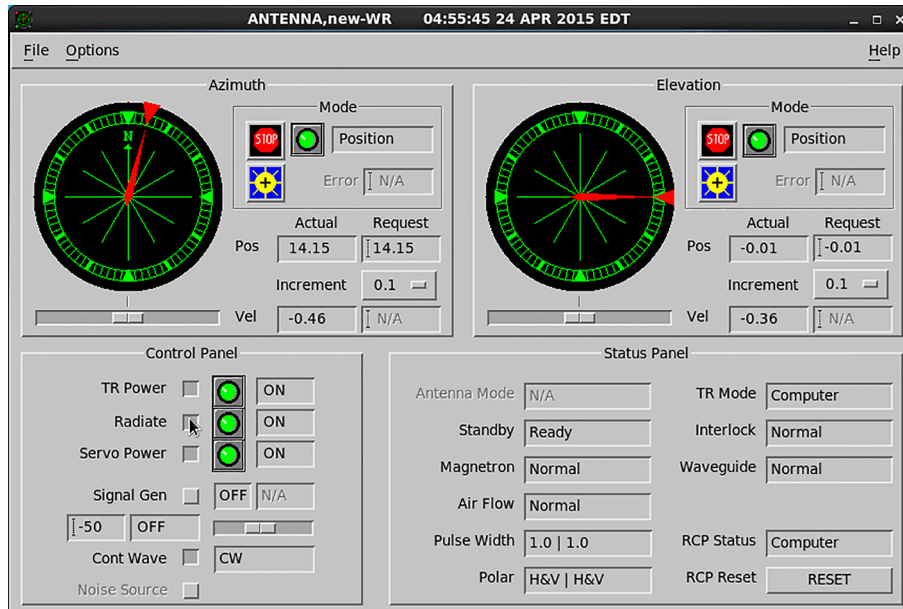 ANTENNA,new-WR 04:55:45 24 APR 2015 EDT
File Options Help
Azimuth
N
Mode
STOP Position
Error N/A
Actual Request
Pos 14.15 14.15
Increment 0.1
Vel -0.46 N/A
Elevation
Mode
STOP Position
Error N/A
Actual Request
Pos -0.01 -0.01
Increment 0.1
Vel -0.36 N/A
Control Panel
TR Power ON
Radiate ON
Servo Power ON
Signal Gen OFF N/A
-50 OFF
Cont Wave CW
Noise Source
Status Panel
Antenna Mode N/A TR Mode Computer
Standby Ready Interlock Normal
Magnetron Normal Waveguide Normal
Air Flow Normal
Pulse Width 1.0 | 1.0 RCP Status Computer
Polar H&V | H&V RCP Reset RESET